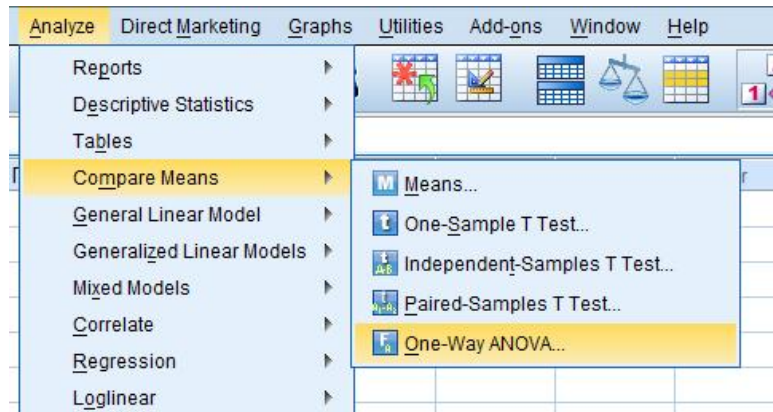 Analyze Direct Marketing Graphs Utilities Add-ons Window Help
Reports
Descriptive Statistics
Tables
Compare Means
General Linear Model
Generalized Linear Models
Mixed Models
Correlate
Regression
Loglinear
Means...
One-Sample T Test...
Independent-Samples T Test...
Paired-Samples T Test...
One-Way ANOVA...
1